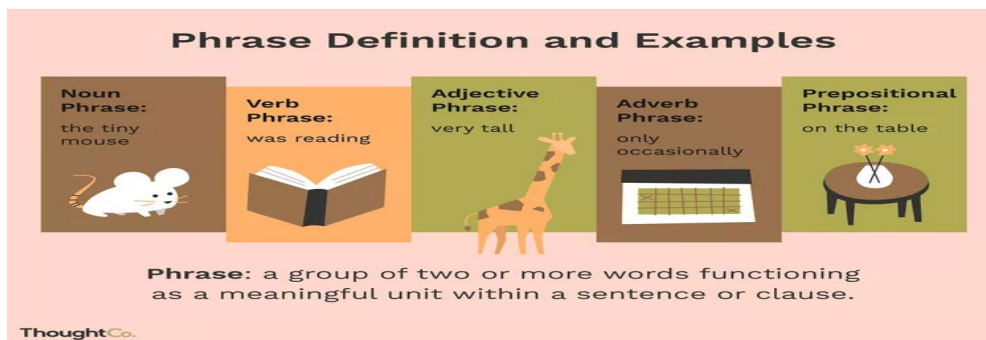 Phrase Definition and Examples
Noun
Phrase:
the tiny
mouse
Verb
Phrase:
was reading
Adjective
Phrase:
very tall
Adverb
Phrase:
only
occasionally
Prepositional
Phrase:
on the table
Phrase: a group of two or more words functioning
as a meaningful unit within a sentence or clause.
ThoughtCo.